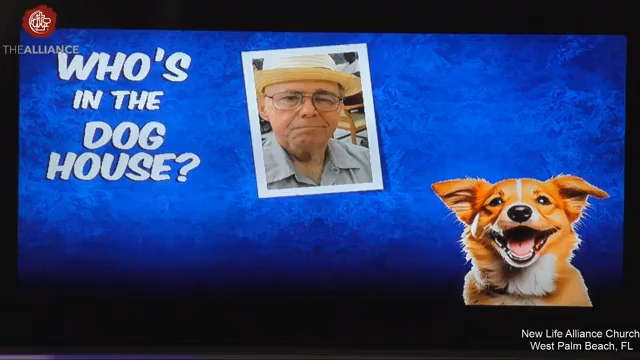 THEALLIANCE
WHO'S
IN THE
DOG
HOUSE?
New Life Alliance Church
West Palm Beach, FL